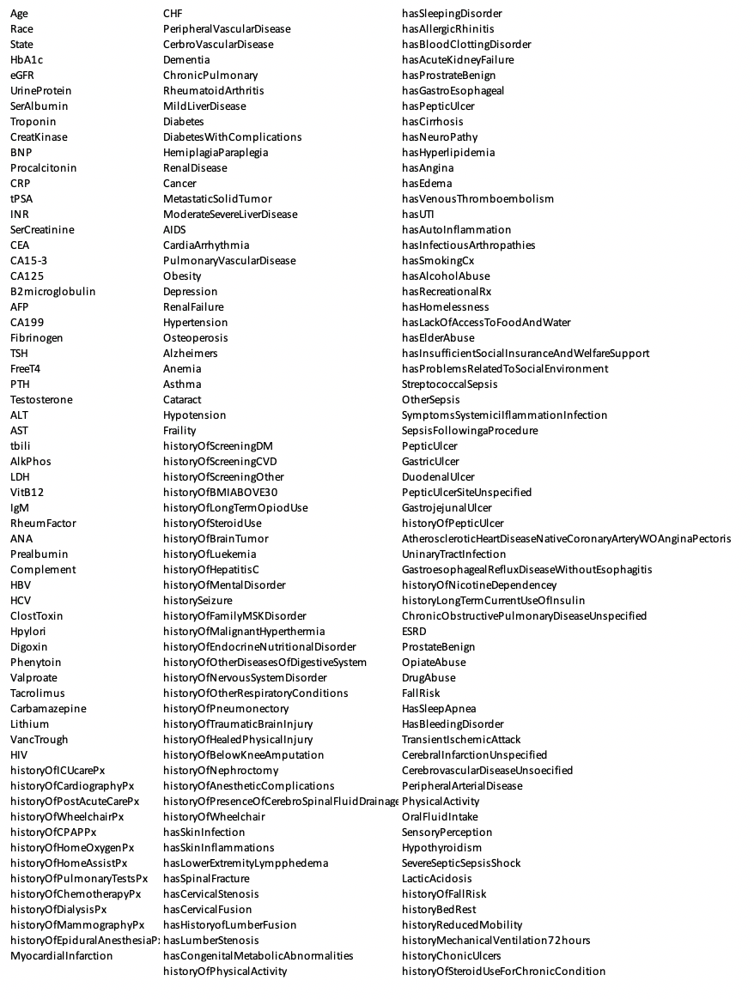 Age
Race
State
HbA1c
eGFR
UrineProtein
SerAlbumin
Troponin
CreatKinase
BNP
Procalcitonin
CRP
tPSA
INR
SerCreatinine
CEA
CA15-3
CA125
B2microglobulin
AFP
CA199
Fibrinogen
TSH
FreeT4
PTH
Testosterone
ALT
AST
tbili
AlkPhos
LDH
VitB12
IgM
RheumFactor
ANA
Prealbumin
Complement
HBV
HCV
ClostToxin
Hpylori
Digoxin
Phenytoin
Valproate
Tacrolimus
Carbamazepine
Lithium
VancTrough
HIV
historyOfICUcarePx
historyOfCardiographyPx
historyOfPostAcuteCarePx
historyOfWheelchairPx
historyOfCPAPPx
historyOfHomeOxygenPx
historyOfHomeAssistPx
historyOfPulmonaryTestsPx
historyOfChemotherapyPx
historyOfDialysisPx
historyOfMammographyPx
historyOfEpiduralAnesthesiaP
MyocardialInfarction
CHF
PeripheralVascularDisease
CerbroVascularDisease
Dementia
ChronicPulmonary
RheumatoidArthritis
MildLiverDisease
Diabetes
DiabetesWithComplications
HemiplagiaParaplegia
RenalDisease
Cancer
MetastaticSolidTumor
ModerateSevereLiverDisease
AIDS
CardiaArrhythmia
PulmonaryVascularDisease
Obesity
Depression
RenalFailure
Hypertension
Osteoperosis
Alzheimers
Anemia
Asthma
Cataract
Hypotension
Fraility
historyOfScreeningDM
historyOfScreeningCVD
historyOfScreeningOther
historyOfBMIABOVE30
historyOfLongTermOpiodUse
historyOfSteroidUse
historyOfBrainTumor
historyOfLuekemia
historyOfHepatitisC
historyOfMentalDisorder
historySeizure
historyOfFamilyMSKDisorder
historyOfMalignantHyperthermia
historyOfEndocrineNutritionalDisorder
historyOfOtherDiseasesOfDigestiveSystem
historyOfNervousSystemDisorder
historyOfOtherRespiratoryConditions
historyOfPneumonectory
historyOfTraumaticBrainInjury
historyOfHealedPhysicalInjury
historyOfBelowKneeAmputation
historyOfNephroctomy
historyOfAnestheticComplications
historyOfPresenceOfCerebroSpinalFluidDrainage
historyOfWheelchair
hasSkinInfection
hasSkinInflammations
hasLowerExtremityLympphedema
hasSpinalFracture
hasCervicalStenosis
hasCervicalFusion
hasHistoryofLumberFusion
hasLumberStenosis
hasCongenitalMetabolicAbnormalities
historyOfPhysicalActivity
hasSleepingDisorder
hasAllergicRhinitis
hasBloodClottingDisorder
hasAcuteKidneyFailure
hasProstrateBenign
hasGastroEsophageal
hasPepticUlcer
hasCirrhosis
hasNeuroPathy
hasHyperlipidemia
hasAngina
hasEdema
hasVenousThromboembolism
hasUTI
hasAutoInflammation
hasInfectiousArthropathies
hasSmokingCx
hasAlcoholAbuse
hasRecreationalRx
hasHomelessness
hasLackOfAccessToFoodAndWater
hasElderAbuse
hasInsufficientSocialInsuranceAndWelfareSupport
hasProblemsRelatedToSocialEnvironment
StreptococcalSepsis
OtherSepsis
SymptomsSystemicIflammationInfection
SepsisFollowingaProcedure
PepticUlcer
GastricUlcer
DuodenalUlcer
PepticUlcerSiteUnspecified
GastrojejunalUlcer
historyOfPepticUlcer
AtheroscleroticHeartDiseaseNativeCoronaryArteryWOAnginaPectoris
UninaryTractInfection
GastroesophagealRefluxDiseaseWithoutEsophagitis
historyOfNicotineDependencey
historyLongTermCurrentUseOfInsulin
ChronicObstructivePulmonaryDiseaseUnspecified
ESRD
ProstateBenign
OpiateAbuse
DrugAbuse
FallRisk
HasSleepApnea
HasBleedingDisorder
TransientIschemicAttack
CerebralInfarctionUnspecified
CerebrovascularDiseaseUnsoecified
PeripheralArterialDisease
PhysicalActivity
OralFluidIntake
SensoryPerception
Hypothyroidism
SevereSepticSepsisShock
LacticAcidosis
historyOfFallRisk
historyBedRest
historyReducedMobility
historyMechanicalVentilation72hours
historyChonicUlcers
historyOfSteroidUseForChronicCondition